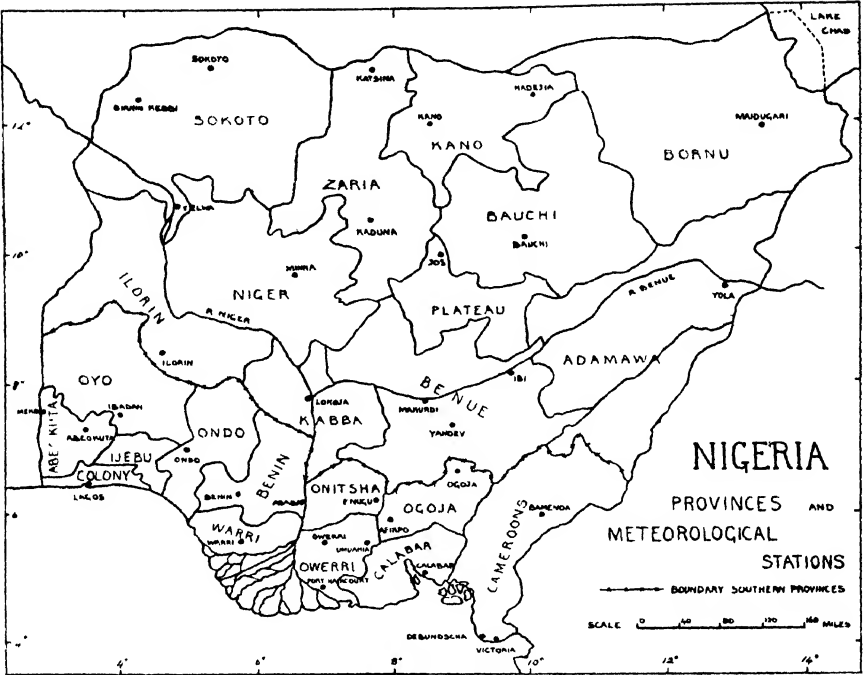 LAKE
CHAD
SOKOTO
KATSINA
BIRNIN KEBBI
HADEJIA
SOKOTO
KANO
MAIDUGARI
12°
KANO
BORNU
ZARIA
YELWA
BAUCHI
KADUNA
BAUCHI
10°
JOS
MINNA
ILORIN
NIGER
R. BENUE
YOLA
R. NIGER
PLATEAU
ILORIN
ADAMAWA
OYO
IBI
8°
BENUE
LOKOJA
MAKURDI
IBADAN
KABBA
ABEOKUTA
ONDO
YANDEV
ABEOKUTA
IJEBU
ONDO
NIGERIA
COLONY
BENIN
OGOJA
LAGOS
BENIN
ONITSHA
ENUGU
OGOJA
BAMENDA
PROVINCES AND
6°
AFIKPO
METEOROLOGICAL
WARRI
WARRI
OWERRI
UMUAHIA
CALABAR
CAMEROONS
STATIONS
OWERRI
CALABAR
PORT HARCOURT
BOUNDARY SOUTHERN PROVINCES
SCALE 0 40 80 120 160 MILES
4°
DEBUNDSCHA
VICTORIA
4° 6° 8° 10° 12° 14°